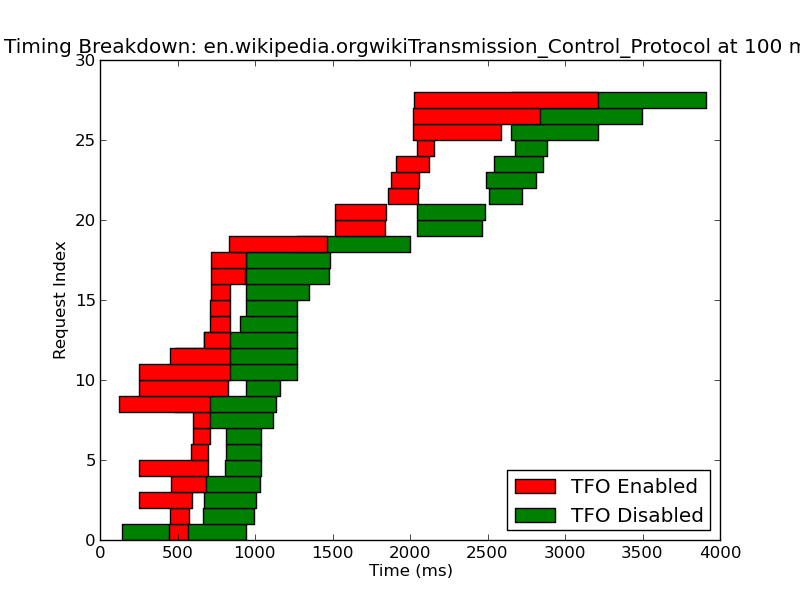 Timing Breakdown: en.wikipedia.orgwikiTransmission_Control_Protocol at 100 m
30
25
20
15
10
5
0
Request Index
0 500 1000 1500 2000 2500 3000 3500 4000
Time (ms)
TFO Enabled
TFO Disabled